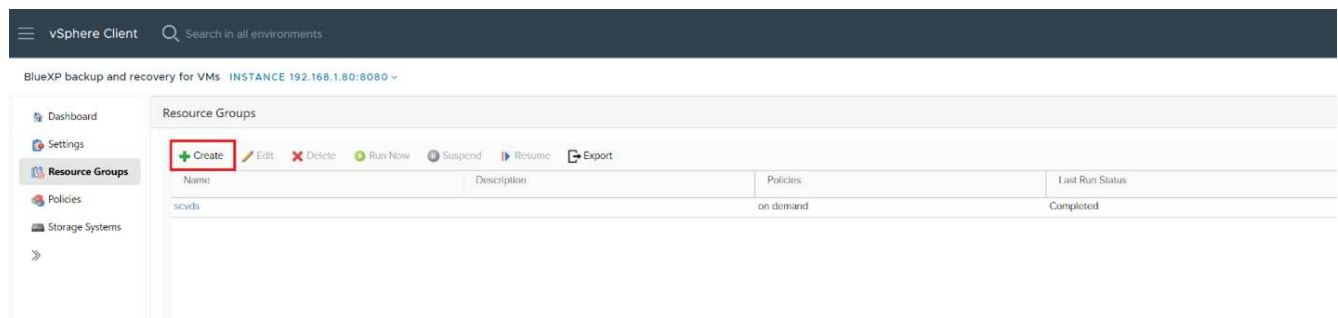 vSphere Client Search in all environments
BlueXP backup and recovery for VMs INSTANCE 192.168.1.80:8080
Dashboard
Settings
Resource Groups
Policies
Storage Systems
Resource Groups
Create Edit Delete Run Now Suspend Resume Export
Name Description Policies Last Run Status
scvds on demand Completed